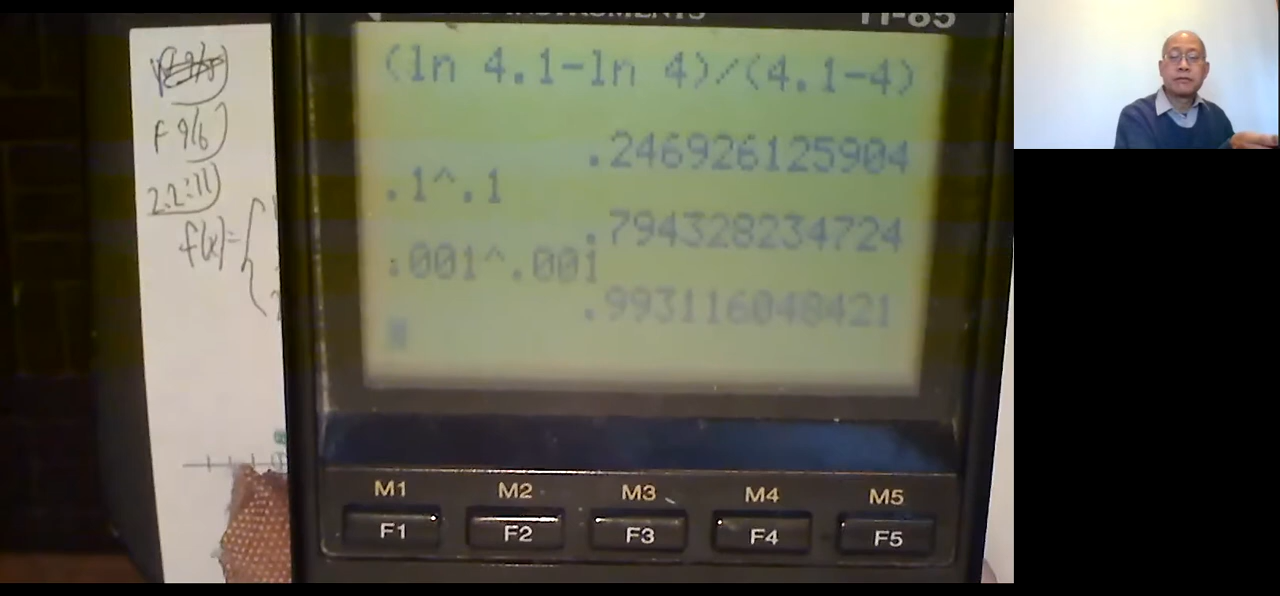 INSTRUMENTS TI-85
(ln 4.1-ln 4)/(4.1-4)
.246926125904
.1^.1
.794328234724
.001^.001
.993116048421
F 9/6
2.2:11
f(x)=
M1 M2 M3 M4 M5
F1 F2 F3 F4 F5